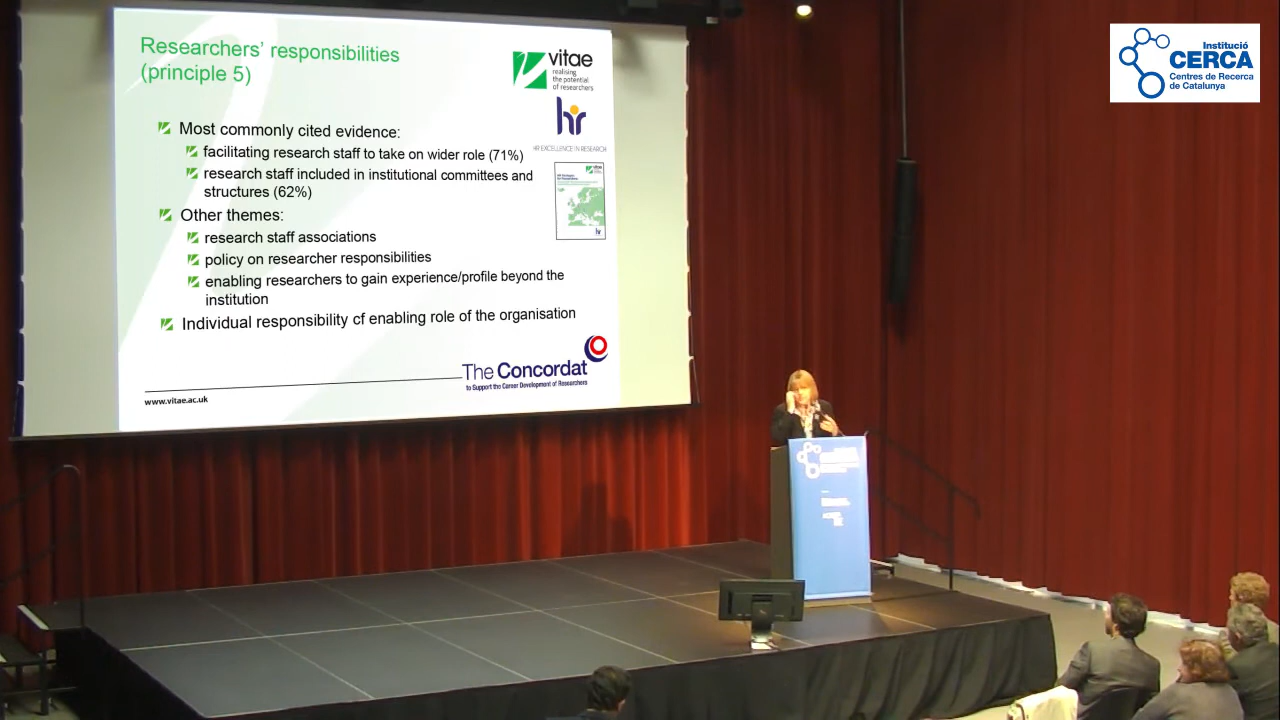 Researchers' responsibilities
(principle 5)
vitae
realising
the potential
of researchers
hr
HR EXCELLENCE IN RESEARCH
Most commonly cited evidence:
facilitating research staff to take on wider role (71%)
research staff included in institutional committees and
structures (62%)
Other themes:
research staff associations
policy on researcher responsibilities
enabling researchers to gain experience/profile beyond the
institution
Individual responsibility cf enabling role of the organisation
The Concordat
to Support the Career Development of Researchers
www.vitae.ac.uk
Institució
CERCA
Centres de Recerca
de Catalunya